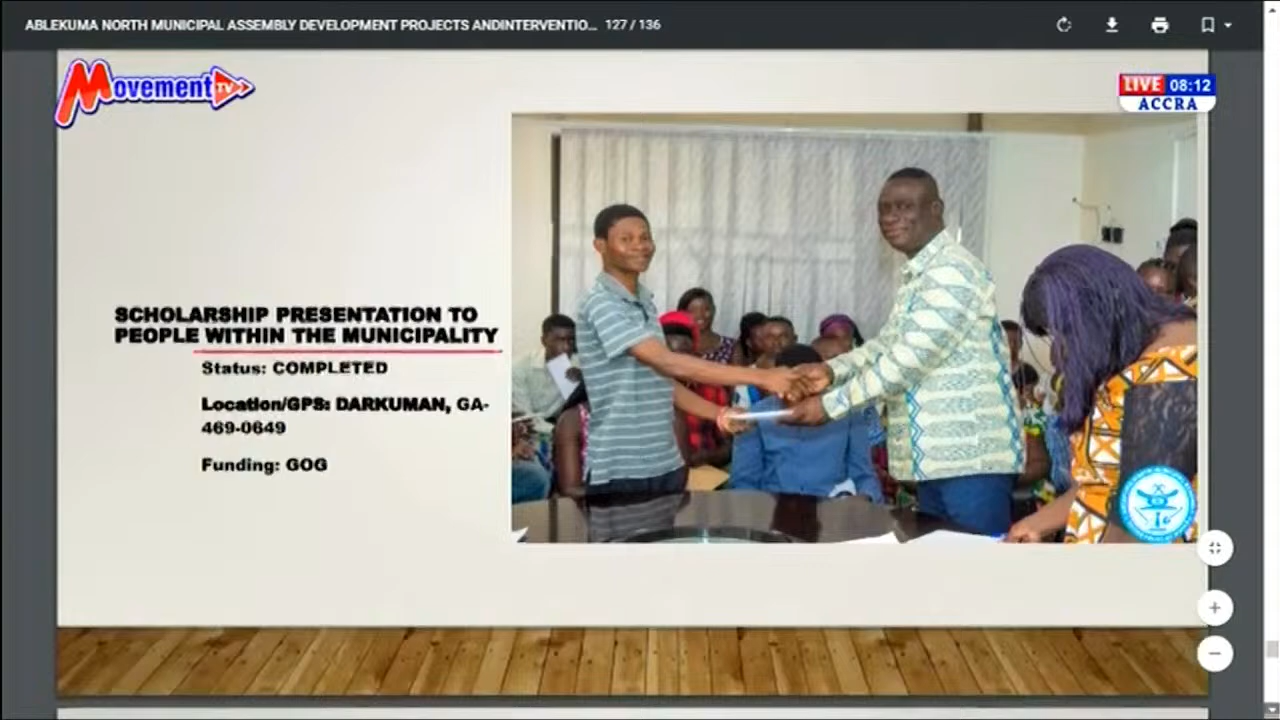 ABLEKUMA NORTH MUNICIPAL ASSEMBLY DEVELOPMENT PROJECTS ANDINTERVENTIO... 127 / 136
Movement TV
LIVE 08:12
ACCRA
SCHOLARSHIP PRESENTATION TO
PEOPLE WITHIN THE MUNICIPALITY
Status: COMPLETED
Location/GPS: DARKUMAN, GA-
469-0649
Funding: GOG